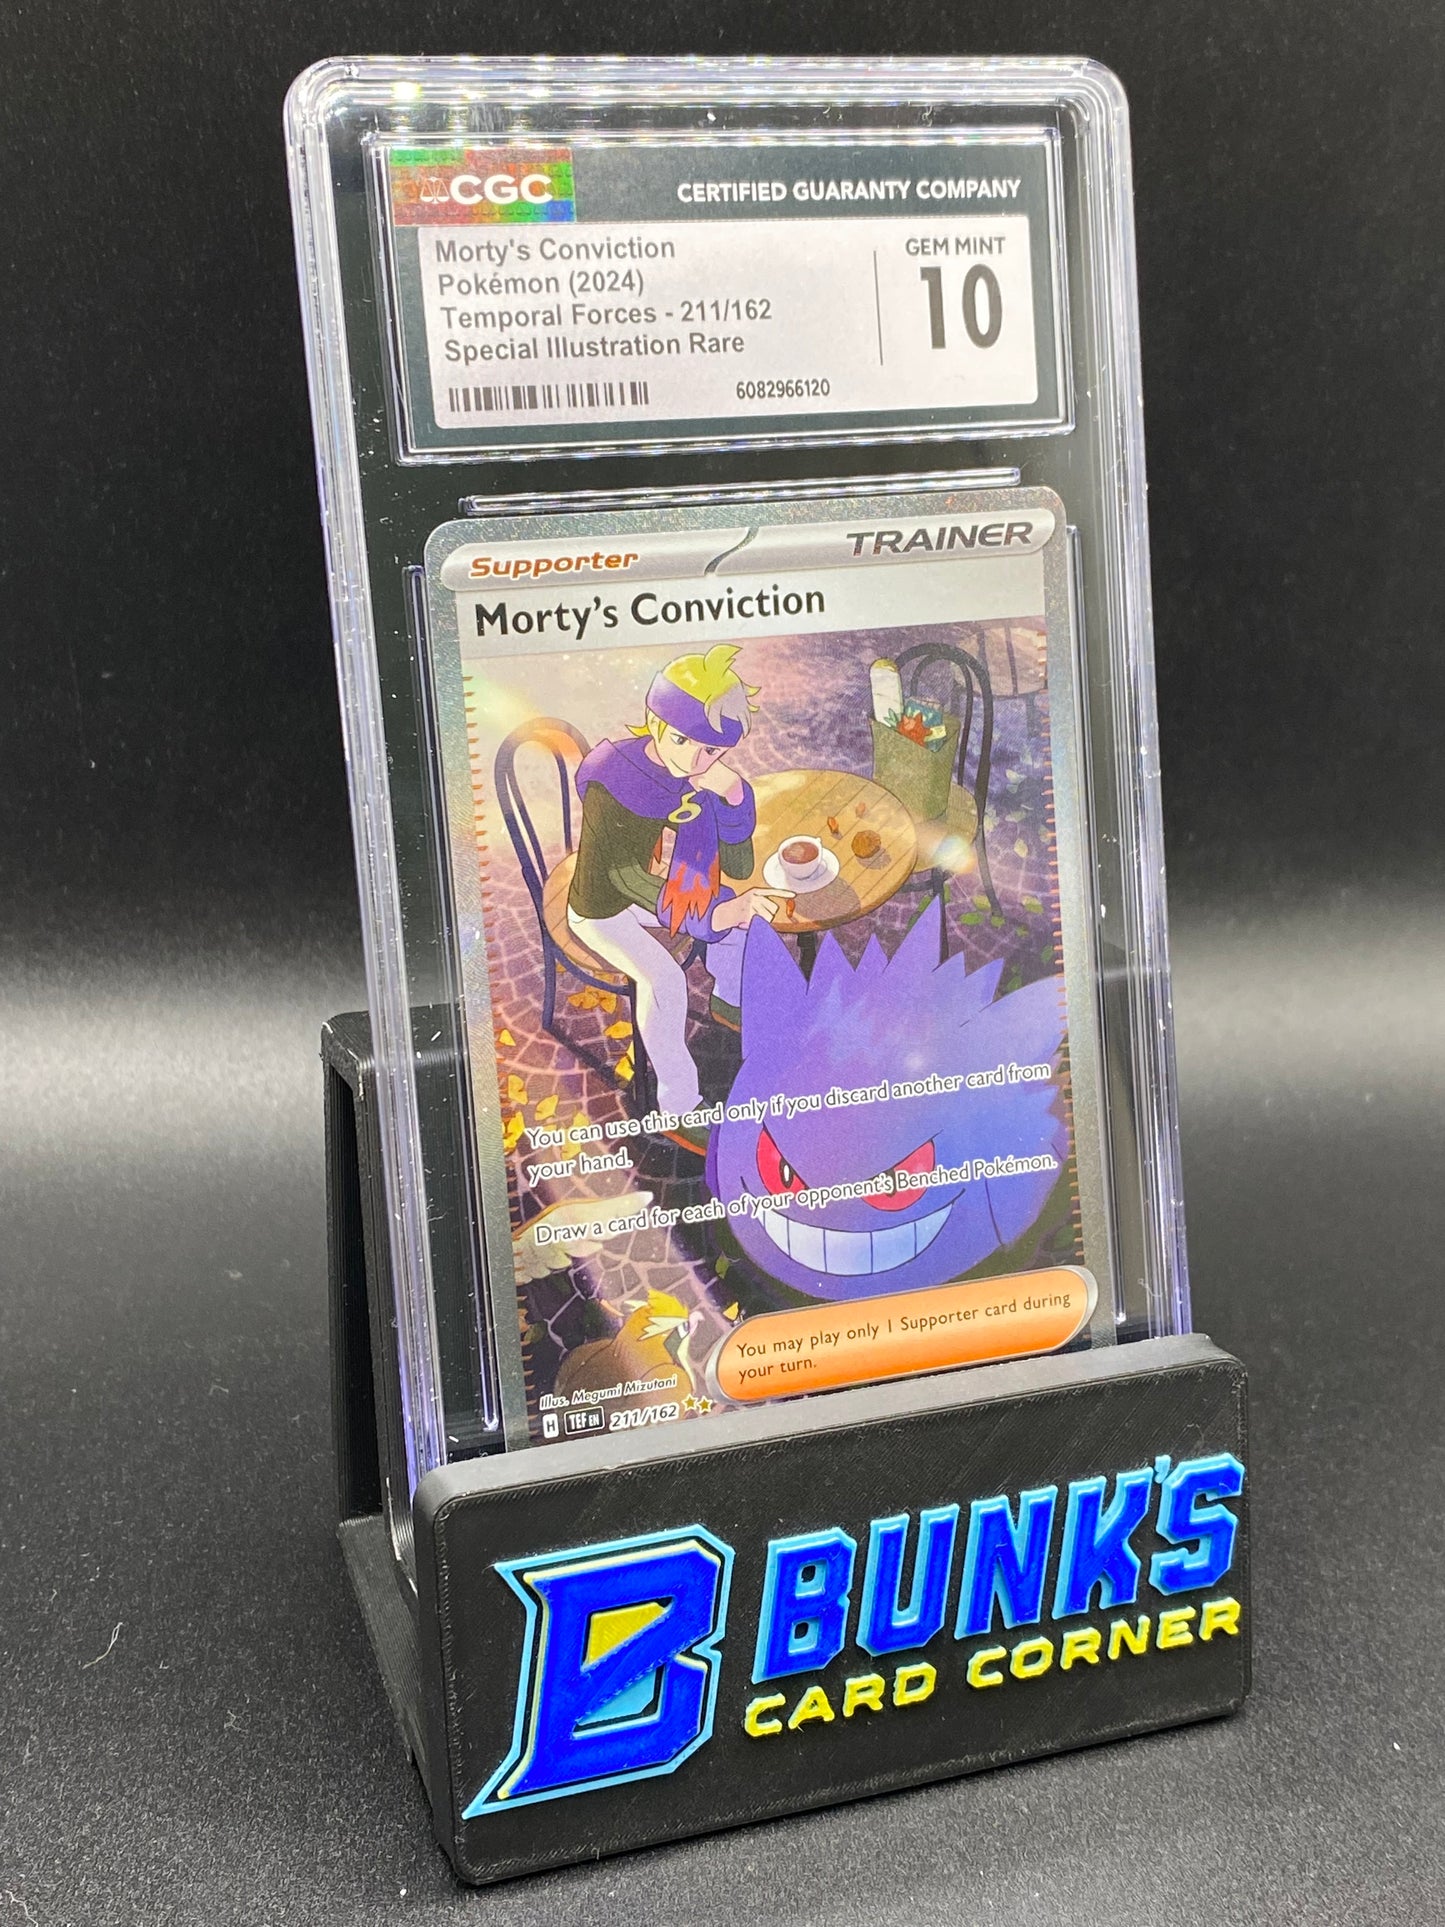 CGC
CERTIFIED GUARANTY COMPANY
Morty's Conviction
Pokémon (2024)
Temporal Forces - 211/162
Special Illustration Rare
6082966120
GEM MINT
10
Supporter
TRAINER
Morty's Conviction
You can use this card only if you discard another card from
your hand.
Draw a card for each of your opponent's Benched Pokémon.
You may play only 1 Supporter card during
your turn.
Illus. Megumi Mizutani
H TEF EN 211/162
B
BUNK'S
CARD CORNER